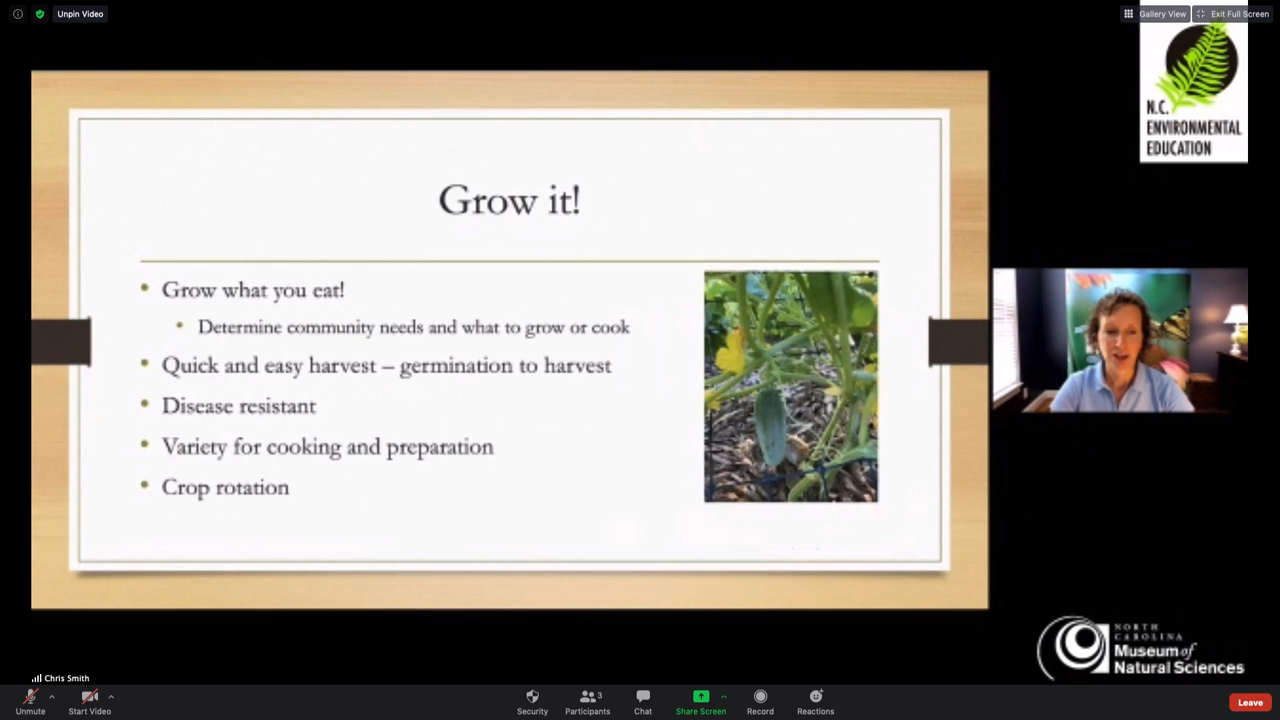 Unpin Video
Gallery View
Exit Full Screen
N.C.
ENVIRONMENTAL
EDUCATION
Grow it!
Grow what you eat!
Determine community needs and what to grow or cook
Quick and easy harvest – germination to harvest
Disease resistant
Variety for cooking and preparation
Crop rotation
NORTH
CAROLINA
Museum of
Natural Sciences
Chris Smith
Unmute
Start Video
Security
Participants
3
Chat
Share Screen
Record
Reactions
Leave